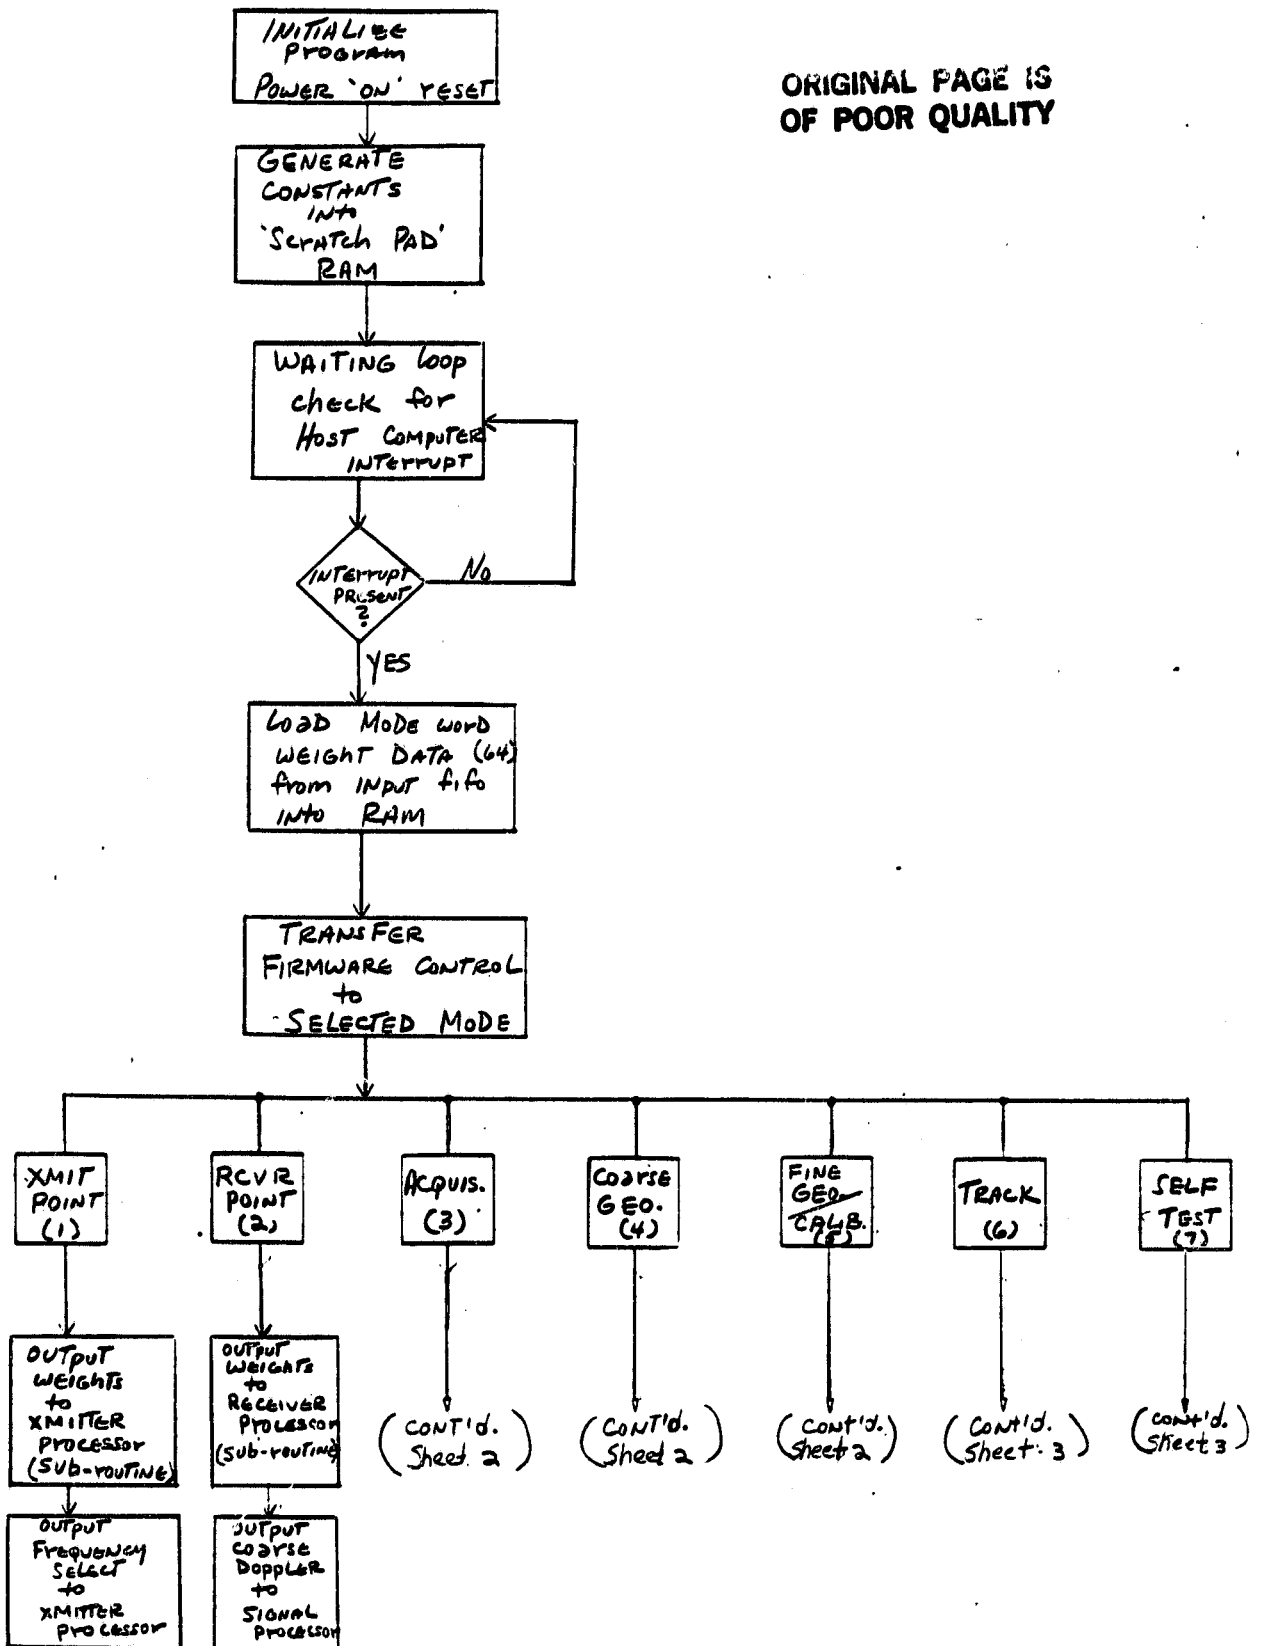 INITIALIZE
PROGRAM
POWER 'ON' RESET
ORIGINAL PAGE IS
OF POOR QUALITY
GENERATE
CONSTANTS
INTO
'SCRATCH PAD'
RAM
WAITING LOOP
CHECK for
HOST COMPUTER
INTERRUPT
INTERRUPT
PRESENT
?
No
YES
LOAD MODE WORD
WEIGHT DATA (64)
from INPUT fifo
INTO RAM
TRANSFER
FIRMWARE CONTROL
to
SELECTED MODE
XMIT
POINT
(1)
RCVR
POINT
(2)
ACQUIS.
(3)
COARSE
GEO.
(4)
FINE
GEO./
CALIB.
(5)
TRACK
(6)
SELF
TEST
(7)
OUTPUT
WEIGHTS
to
XMITTER
PROCESSOR
(SUB-ROUTINE)
OUTPUT
WEIGHTS
to
RECEIVER
PROCESSOR
(SUB-ROUTINE)
(CONT'd.
Sheet 2)
(CONT'd.
Sheet 2)
(CONT'd.
Sheet 2)
(CONT'd.
Sheet 3)
(CONT'd.
Sheet 3)
OUTPUT
FREQUENCY
SELECT
to
XMITTER
PROCESSOR
OUTPUT
COARSE
DOPPLER
to
SIGNAL
PROCESSOR